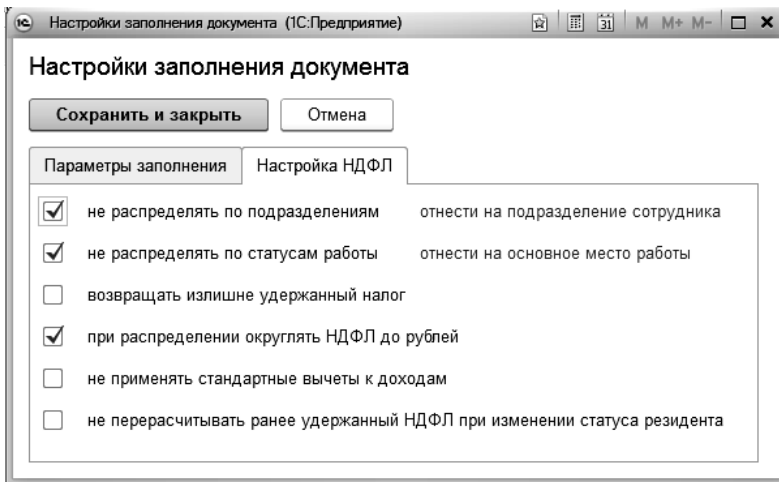 1С Настройки заполнения документа (1С:Предприятие) 31 M M+ M-
Настройки заполнения документа
Сохранить и закрыть Отмена
Параметры заполнения Настройка НДФЛ
не распределять по подразделениям отнести на подразделение сотрудника
не распределять по статусам работы отнести на основное место работы
возвращать излишне удержанный налог
при распределении округлять НДФЛ до рублей
не применять стандартные вычеты к доходам
не перерасчитывать ранее удержанный НДФЛ при изменении статуса резидента